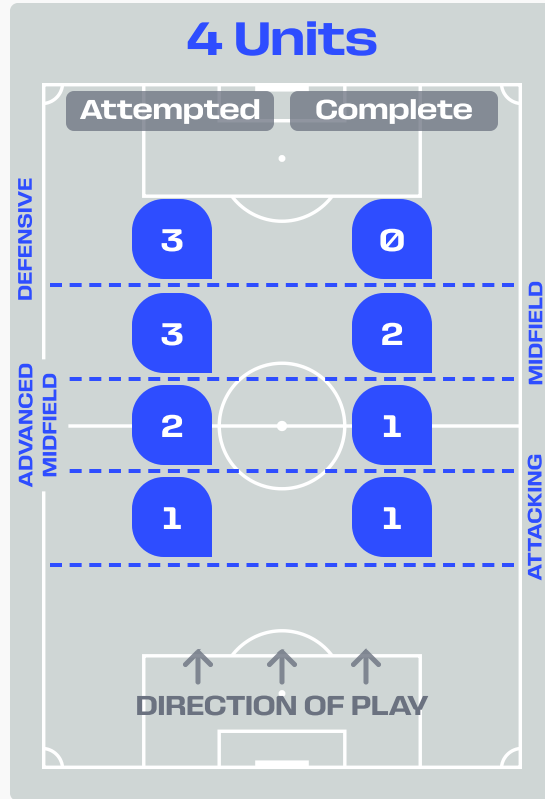 4 Units
Attempted Complete
DEFENSIVE
3 0
MIDFIELD
3 2
ADVANCED
MIDFIELD
2 1
ATTACKING
1 1
DIRECTION OF PLAY